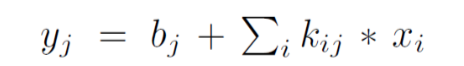 y_j = b_j + ∑_i k_{ij} * x_i